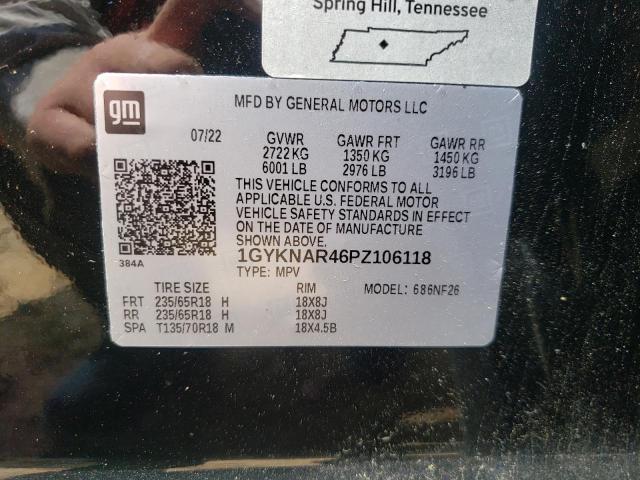 Spring Hill, Tennessee
gm
MFD BY GENERAL MOTORS LLC
07/22 GVWR GAWR FRT GAWR RR
2722 KG 1350 KG 1450 KG
6001 LB 2976 LB 3196 LB
THIS VEHICLE CONFORMS TO ALL
APPLICABLE U.S. FEDERAL MOTOR
VEHICLE SAFETY STANDARDS IN EFFECT
ON THE DATE OF MANUFACTURE
SHOWN ABOVE.
1GYKNAR46PZ106118
384A
TYPE: MPV
TIRE SIZE RIM MODEL: 686NF26
FRT 235/65R18 H 18X8J
RR 235/65R18 H 18X8J
SPA T135/70R18 M 18X4.5B